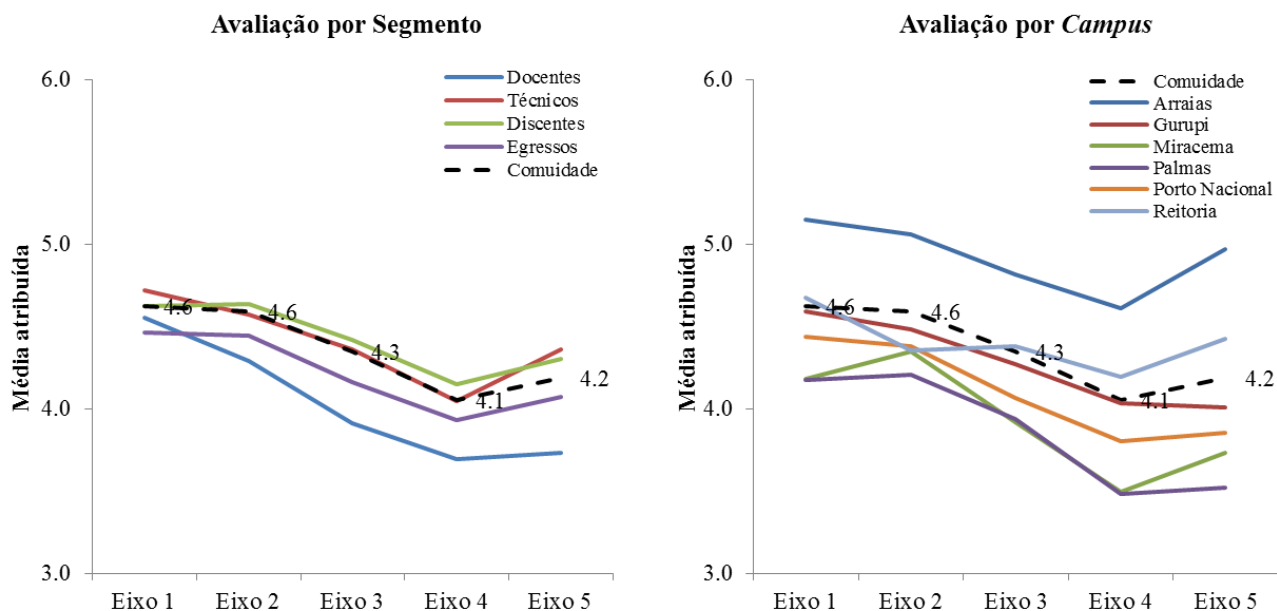 Avaliação por Segmento
6.0
5.0
4.0
3.0
Média atribuída
Docentes
Técnicos
Discentes
Egressos
Comuidade
4.6
4.6
4.3
4.1
4.2
Eixo 1
Eixo 2
Eixo 3
Eixo 4
Eixo 5
Avaliação por Campus
6.0
5.0
4.0
3.0
Média atribuída
Comuidade
Arraias
Gurupi
Miracema
Palmas
Porto Nacional
Reitoria
4.6
4.6
4.3
4.1
4.2
Eixo 1
Eixo 2
Eixo 3
Eixo 4
Eixo 5